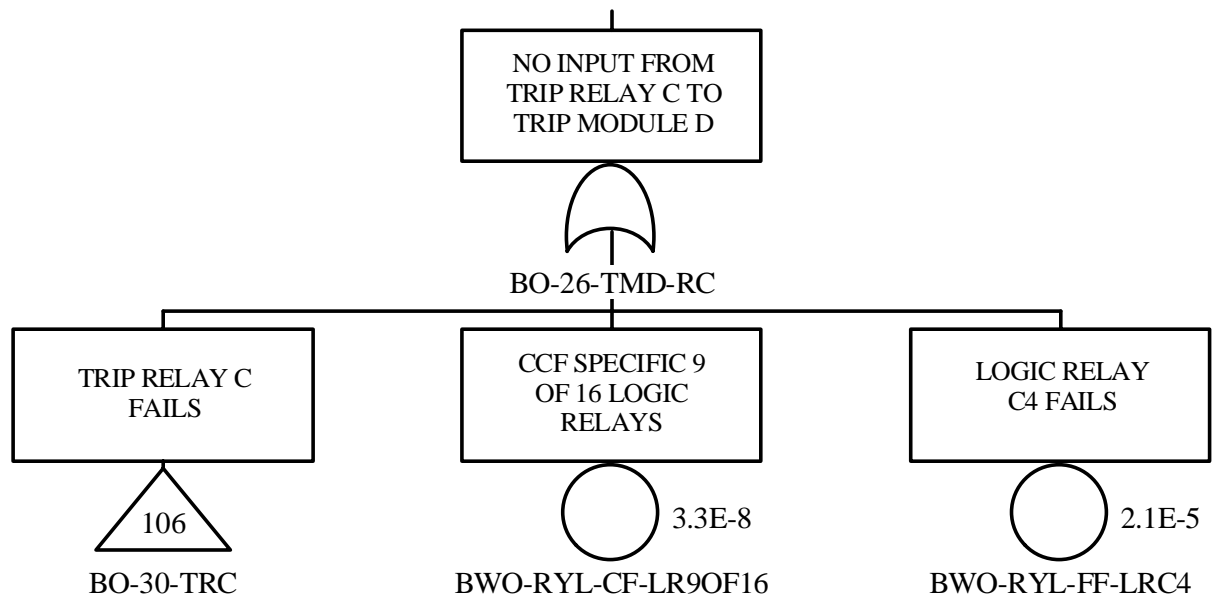 NO INPUT FROM
TRIP RELAY C TO
TRIP MODULE D
BO-26-TMD-RC
TRIP RELAY C
FAILS
106
BO-30-TRC
CCF SPECIFIC 9
OF 16 LOGIC
RELAYS
3.3E-8
BWO-RYL-CF-LR9OF16
LOGIC RELAY
C4 FAILS
2.1E-5
BWO-RYL-FF-LRC4